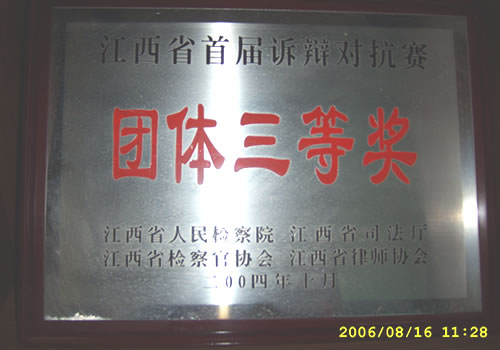 江西省首届诉辩对抗赛
团体三等奖
江西省人民检察院 江西省司法厅
江西省检察官协会 江西省律师协会
二00四年十月
2006/08/16 11:28